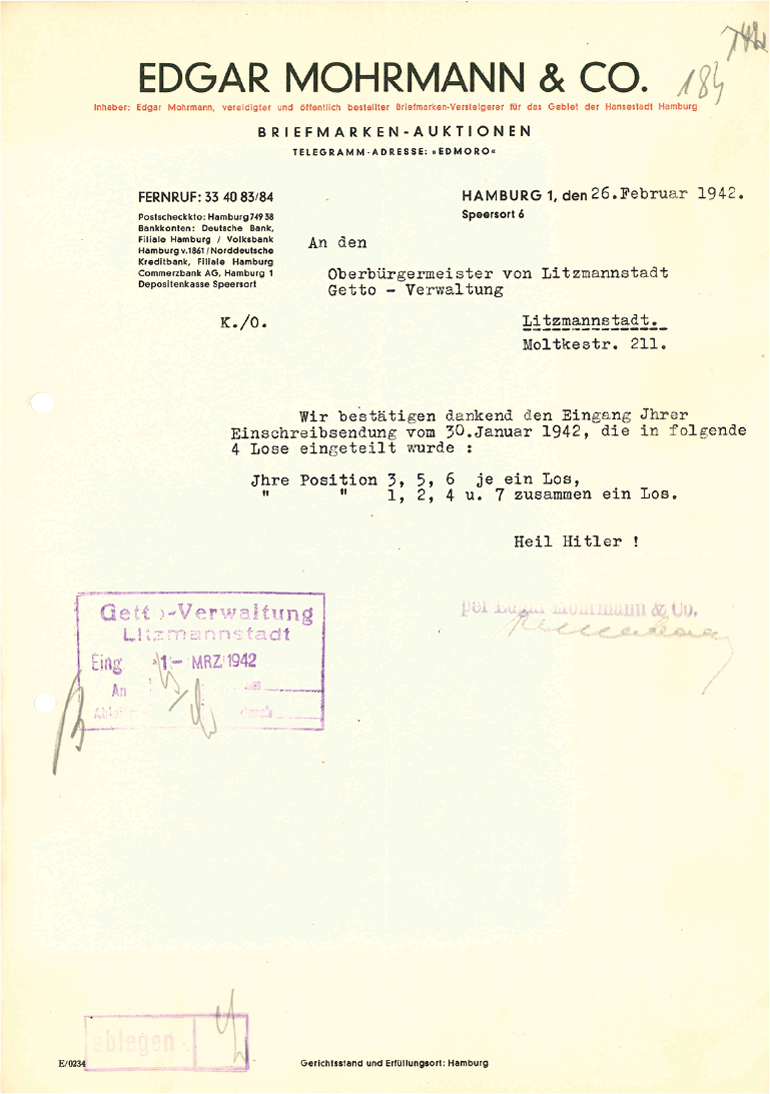 EDGAR MOHRMANN & CO.
Inhaber: Edgar Mohrmann, vereidigter und öffentlich bestellter Briefmarken-Versteigerer für das Gebiet der Hansestadt Hamburg
BRIEFMARKEN-AUKTIONEN
TELEGRAMM-ADRESSE: »EDMORO«
184
FERNRUF: 33 40 83/84
Postscheckkto: Hamburg 749 38
Bankkonten: Deutsche Bank,
Filiale Hamburg / Volksbank
Hamburg v. 1861 / Norddeutsche
Kreditbank, Filiale Hamburg
Commerzbank AG, Hamburg 1
Depositenkasse Speersort
HAMBURG 1, den 26.Februar 1942.
Speersort 6
An den
Oberbürgermeister von Litzmannstadt
Getto - Verwaltung
K./O.
Litzmannstadt.
Moltkestr. 211.
Wir bestätigen dankend den Eingang Jhrer
Einschreibsendung vom 30.Januar 1942, die in folgende
4 Lose eingeteilt wurde :
Jhre Position 3, 5, 6 je ein Los,
" " 1, 2, 4 u. 7 zusammen ein Los.
Heil Hitler !
per Edgar Mohrmann & Co.
Getto-Verwaltung
Litzmannstadt
Eing 1- MRZ 1942
An
ablegen
E/0234
Gerichtsstand und Erfüllungsort: Hamburg